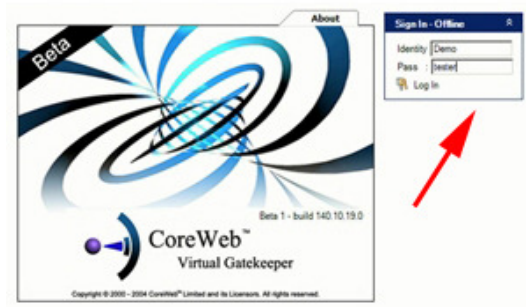 About
Beta
Beta 1 - build 140.10.19.0
CoreWeb™
Virtual Gatekeeper
Copyright © 2000 - 2004 CoreWeb™ Limited and its Licensors. All rights reserved.
Sign In - Offline
Identity Demo
Pass : tester
Log In